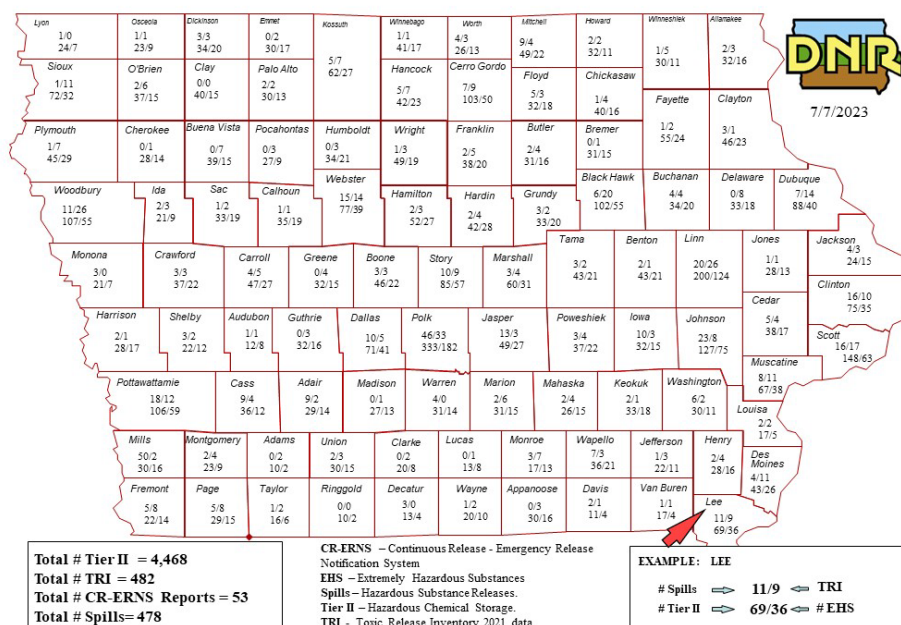 Lyon
1/0
24/7
Osceola
1/1
23/9
Dickinson
3/3
34/20
Emmet
0/2
30/17
Kossuth
5/7
62/27
Winnebago
1/1
41/17
Worth
4/3
26/13
Mitchell
9/4
49/22
Howard
2/2
32/11
Winneshiek
1/5
30/11
Allamakee
2/3
32/16
DNR
7/7/2023
Sioux
1/11
72/32
O'Brien
2/6
37/15
Clay
0/0
40/15
Palo Alto
2/2
30/13
Hancock
5/7
42/23
Cerro Gordo
7/9
103/50
Floyd
5/3
32/18
Chickasaw
1/4
40/16
Fayette
1/2
55/24
Clayton
3/1
46/23
Plymouth
1/7
45/29
Cherokee
0/1
28/14
Buena Vista
0/7
39/15
Pocahontas
0/3
27/9
Humboldt
0/3
34/21
Wright
1/3
49/19
Franklin
2/5
38/20
Butler
2/4
31/16
Bremer
0/1
31/15
Woodbury
11/26
107/55
Ida
2/3
21/9
Sac
1/2
33/19
Calhoun
1/1
35/19
Webster
15/14
77/39
Hamilton
2/3
52/27
Hardin
2/4
42/28
Grundy
3/2
33/20
Black Hawk
6/20
102/55
Buchanan
4/4
34/20
Delaware
0/8
33/18
Dubuque
7/14
88/40
Monona
3/0
21/7
Crawford
3/3
37/22
Carroll
4/5
47/27
Greene
0/4
32/15
Boone
3/3
46/22
Story
10/9
85/57
Marshall
3/4
60/31
Tama
3/2
43/21
Benton
2/1
43/21
Linn
20/26
200/124
Jones
1/1
28/13
Jackson
4/3
24/15
Clinton
16/10
75/35
Harrison
2/1
28/17
Shelby
3/2
22/12
Audubon
1/1
12/8
Guthrie
0/3
32/16
Dallas
10/5
71/41
Polk
46/33
333/182
Jasper
13/3
49/27
Poweshiek
3/4
37/22
Iowa
10/3
32/15
Johnson
23/8
127/75
Cedar
5/4
38/17
Scott
16/17
148/63
Muscatine
8/11
67/38
Pottawattamie
18/12
106/59
Cass
9/4
36/12
Adair
9/2
29/14
Madison
0/1
27/13
Warren
4/0
31/14
Marion
2/6
31/15
Mahaska
2/4
26/15
Keokuk
2/1
33/18
Washington
6/2
30/11
Louisa
2/2
17/5
Mills
50/2
30/16
Montgomery
2/4
23/9
Adams
0/2
10/2
Union
2/3
30/15
Clarke
0/2
20/8
Lucas
0/1
13/8
Monroe
3/7
17/13
Wapello
7/3
36/21
Jefferson
1/3
22/11
Henry
2/4
28/16
Des
Moines
4/11
43/26
Fremont
5/8
22/14
Page
5/8
29/15
Taylor
1/2
16/6
Ringgold
0/0
10/2
Decatur
3/0
13/4
Wayne
1/2
20/10
Appanoose
0/3
30/16
Davis
2/1
11/4
Van Buren
1/1
17/4
Lee
11/9
69/36
Total # Tier II = 4,468
Total # TRI = 482
Total # CR-ERNS Reports = 53
Total # Spills= 478
CR-ERNS – Continuous Release - Emergency Release
Notification System
EHS – Extremely Hazardous Substances
Spills – Hazardous Substance Releases.
Tier II – Hazardous Chemical Storage.
TRI - Toxic Release Inventory 2021 data
EXAMPLE: LEE
# Spills 11/9 TRI
# Tier II 69/36 # EHS